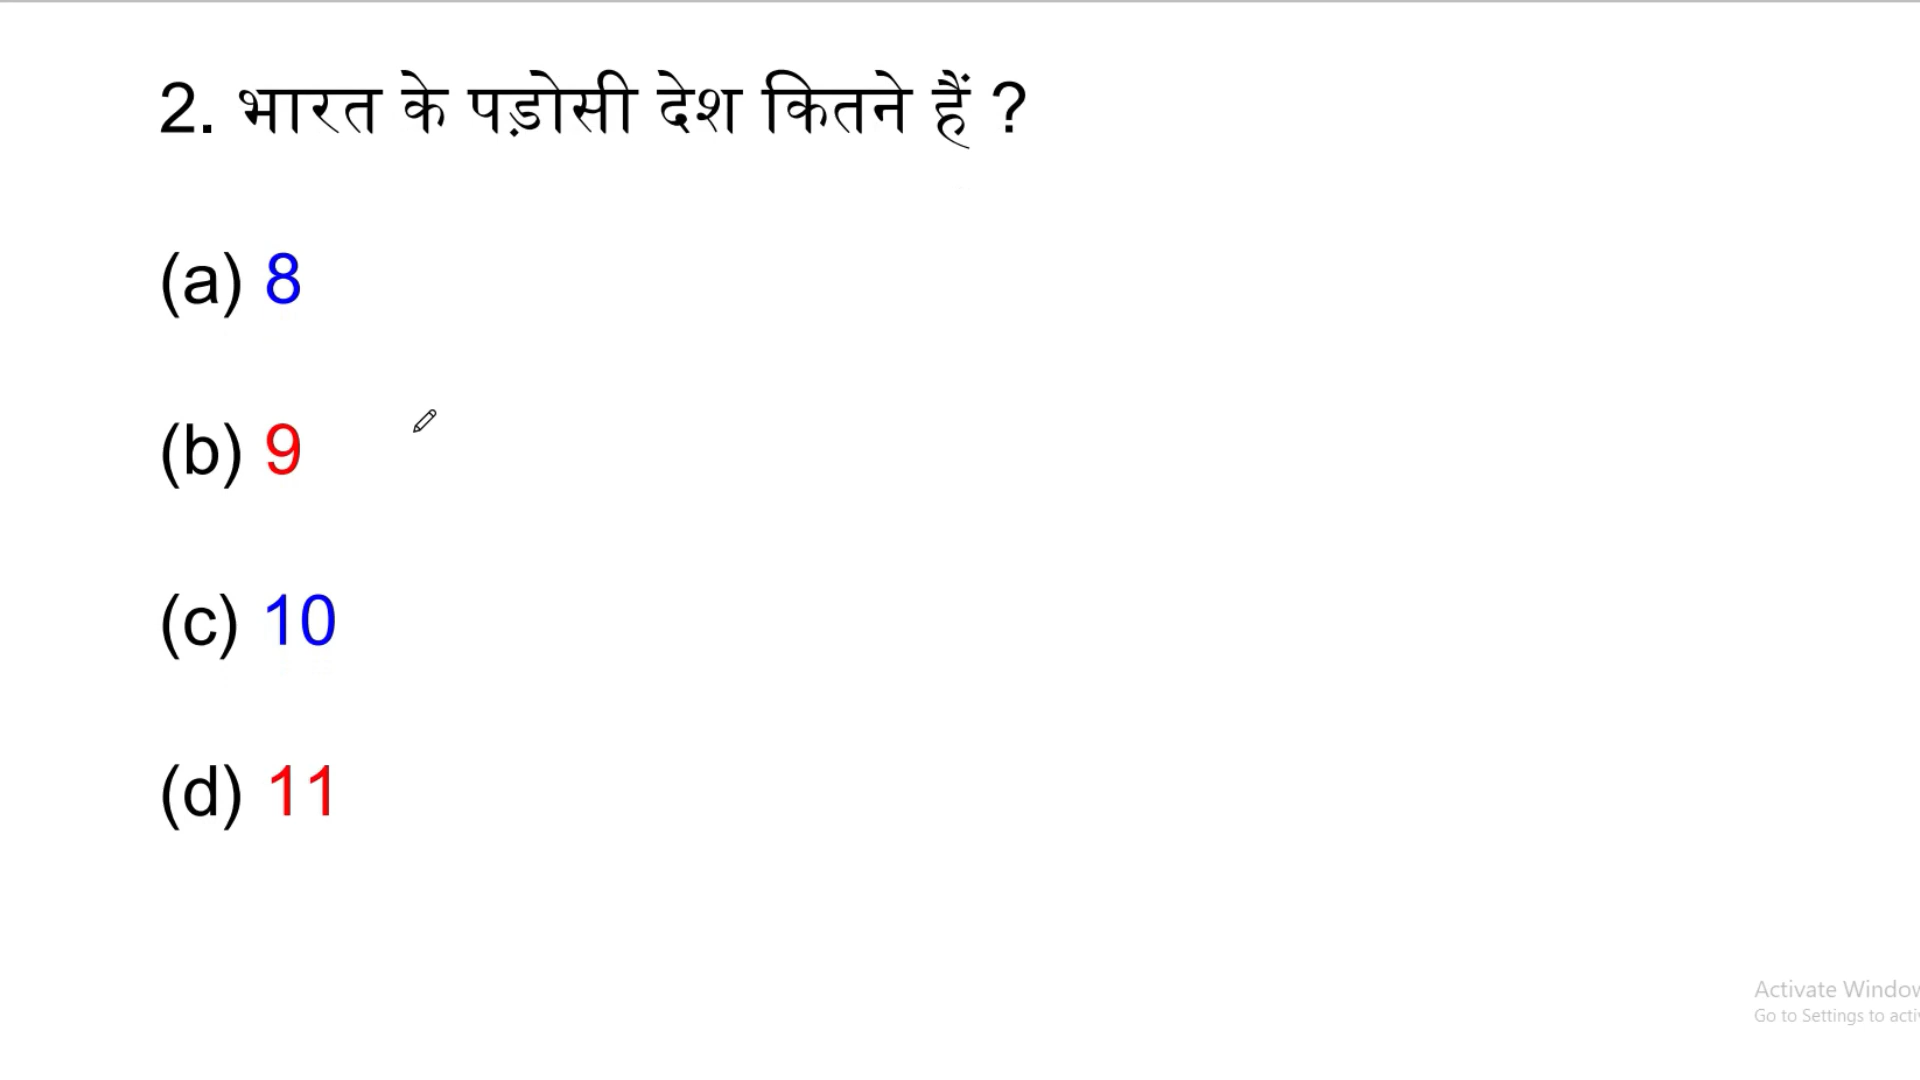 2. भारत के पड़ोसी देश कितने हैं ?
(a) 8
(b) 9
(c) 10
(d) 11
Activate Window
Go to Settings to acti